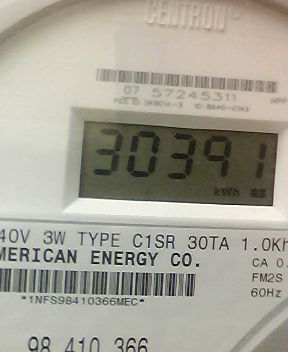 CENTRON®
07 57245311
HPF
30391
kWh
40V 3W TYPE C1SR 30TA 1.0Kh
MERICAN ENERGY CO.
CA 0.
FM2S
*1NFS98410366MEC*
60Hz
98 410 366